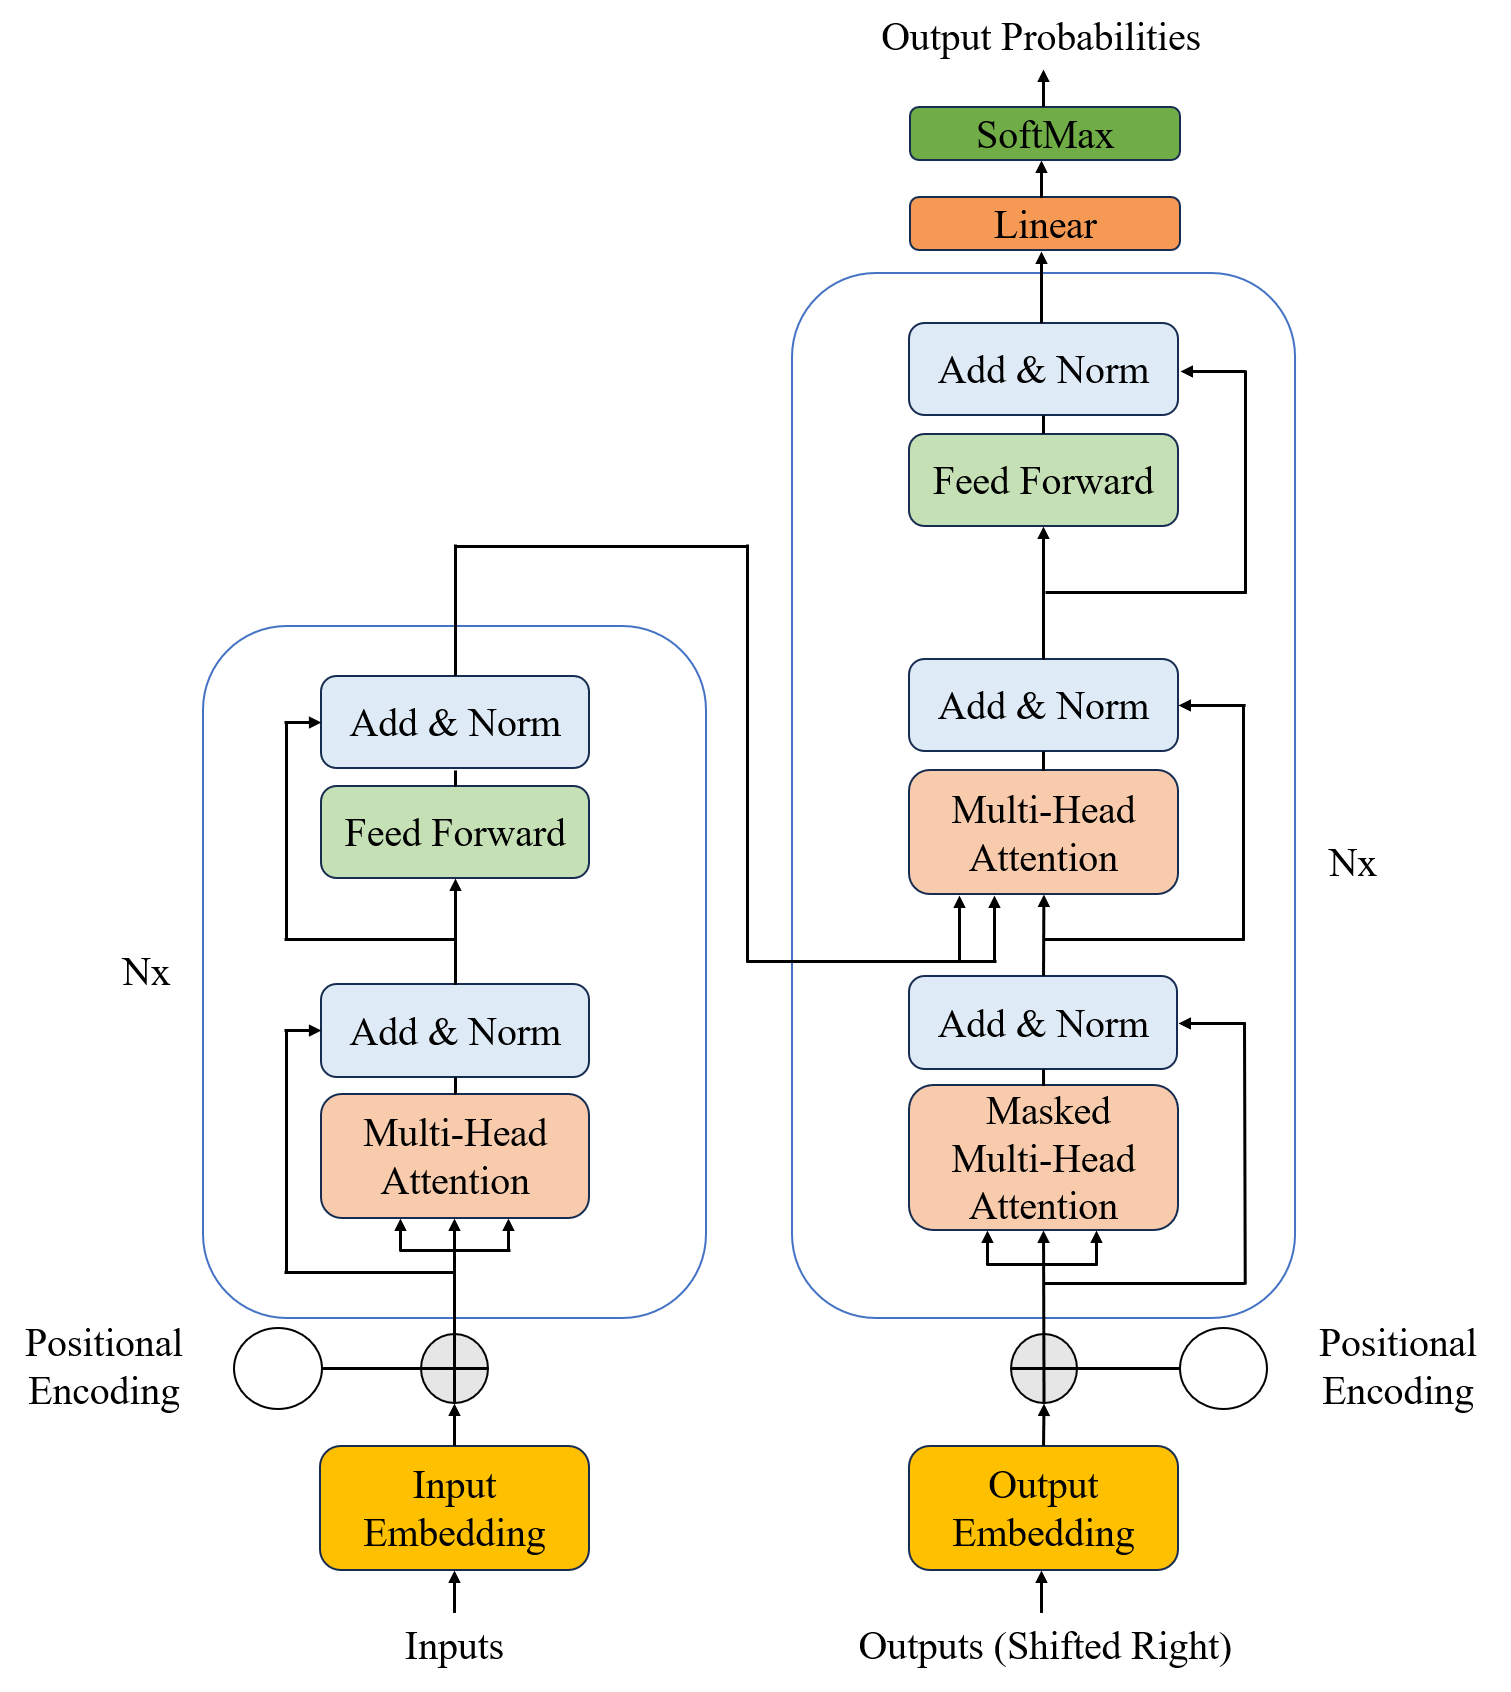 Output Probabilities
SoftMax
Linear
Add & Norm
Feed Forward
Add & Norm
Multi-Head
Attention
Nx
Add & Norm
Masked
Multi-Head
Attention
Positional
Encoding
Output
Embedding
Outputs (Shifted Right)
Add & Norm
Feed Forward
Nx
Add & Norm
Multi-Head
Attention
Positional
Encoding
Input
Embedding
Inputs